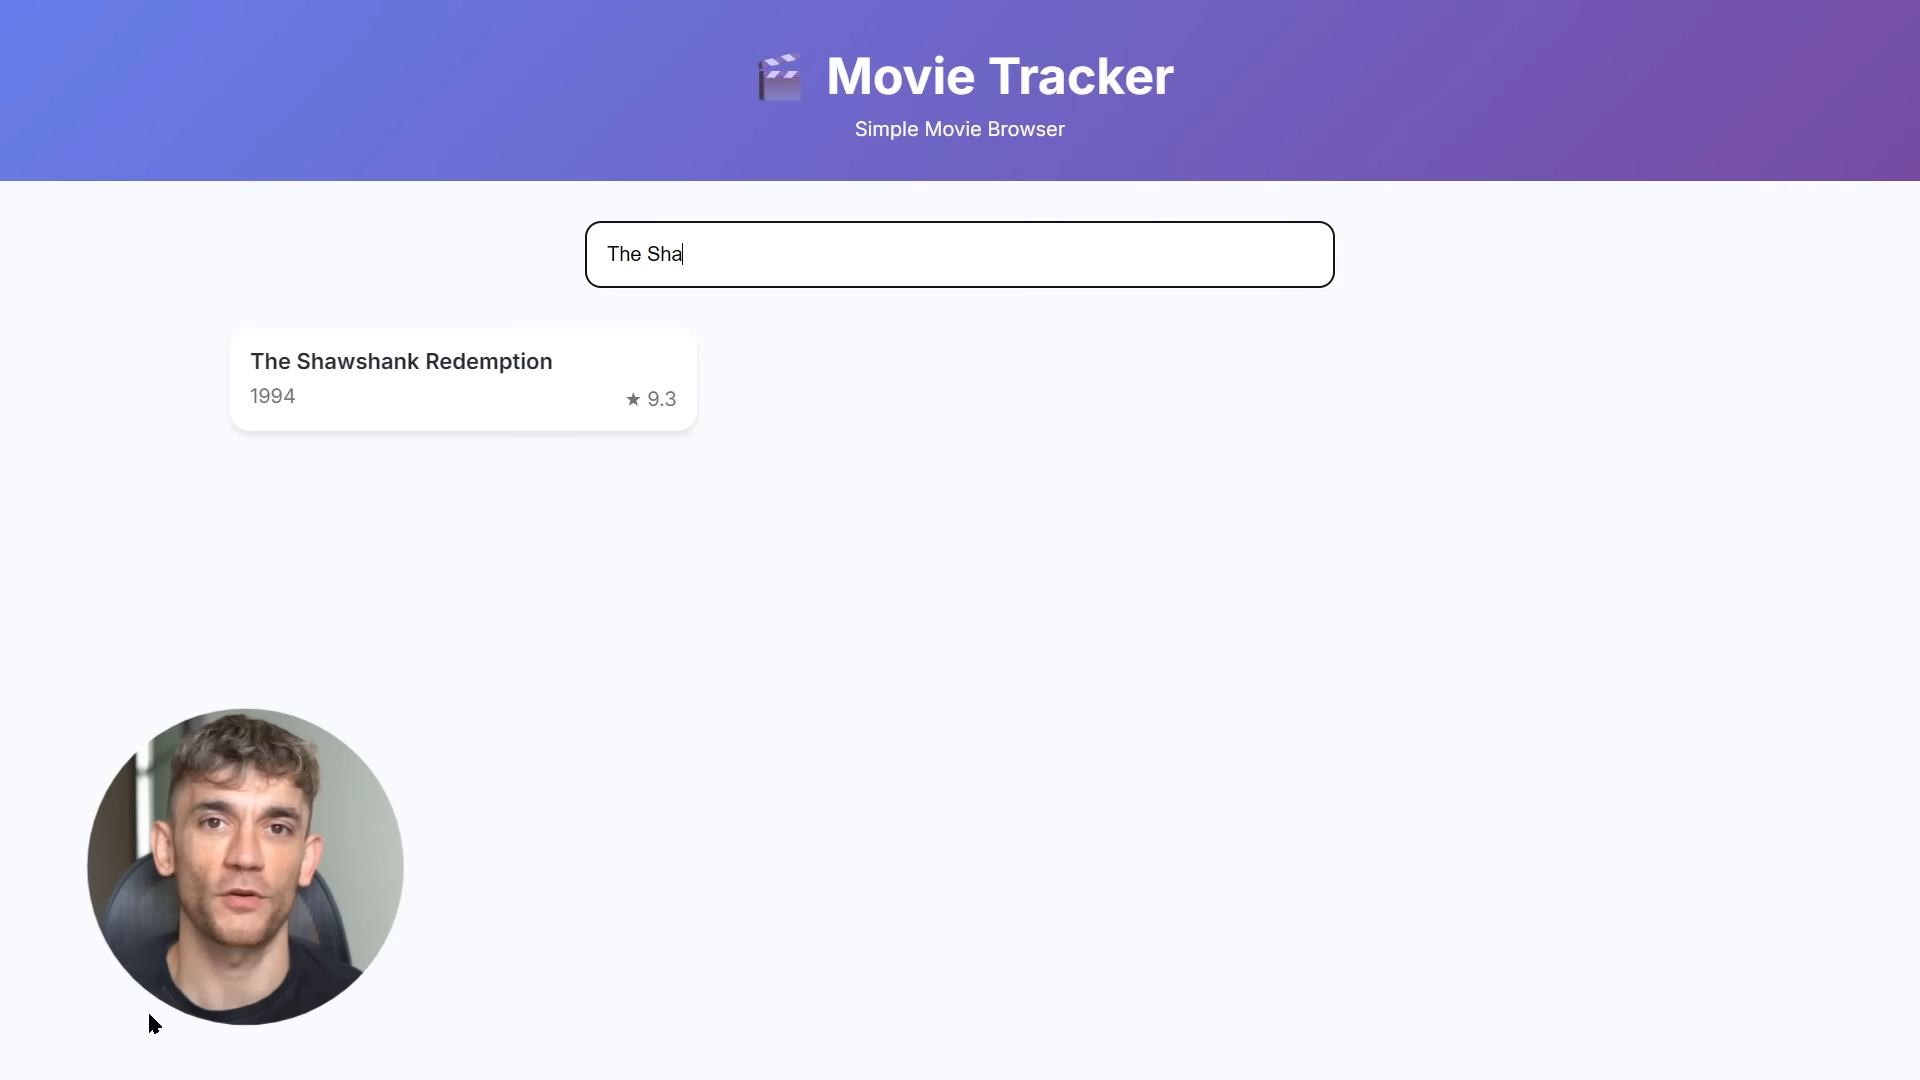 Movie Tracker
Simple Movie Browser
The Sha
The Shawshank Redemption
1994
★ 9.3